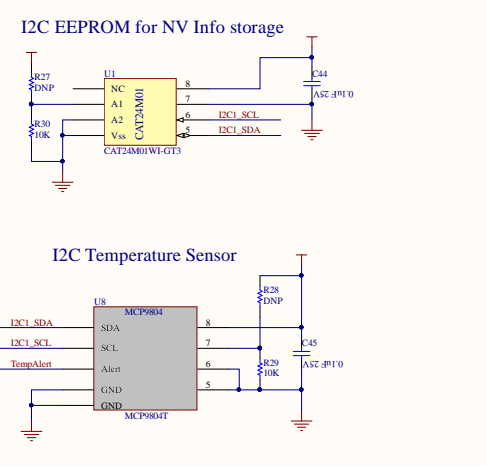 I2C EEPROM for NV Info storage
R27
DNP
R30
10K
U1
NC
A1
A2
Vss
CAT24M01
8
7
6
5
CAT24M01WI-GT3
I2C1_SCL
I2C1_SDA
C44
0.1uF 25V
I2C Temperature Sensor
U8
MCP9804
I2C1_SDA
I2C1_SCL
TempAlert
SDA
SCL
Alert
GND
GND
8
7
6
5
MCP9804T
R28
DNP
R29
10K
C45
0.1uF 25V